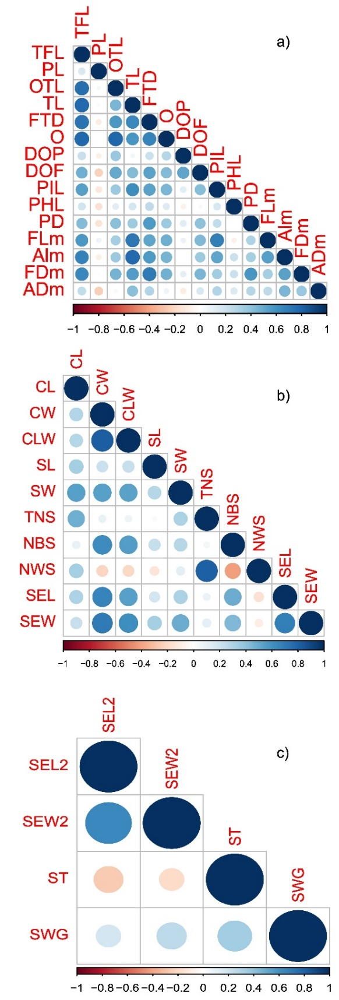 TFL
PL
OTL
TL
FTD
O
DOP
DOF
PIL
PHL
PD
FLm
AIm
FDm
ADm
a)
TFL
PL
OTL
TL
FTD
O
DOP
DOF
PIL
PHL
PD
FLm
AIm
FDm
ADm
−1 −0.8 −0.6 −0.4 −0.2 0 0.2 0.4 0.6 0.8 1
CL
CW
CLW
SL
SW
TNS
NBS
NWS
SEL
SEW
b)
CL
CW
CLW
SL
SW
TNS
NBS
NWS
SEL
SEW
−1 −0.8 −0.6 −0.4 −0.2 0 0.2 0.4 0.6 0.8 1
SEL2
SEW2
ST
SWG
c)
SEL2
SEW2
ST
SWG
−1 −0.8 −0.6 −0.4 −0.2 0 0.2 0.4 0.6 0.8 1